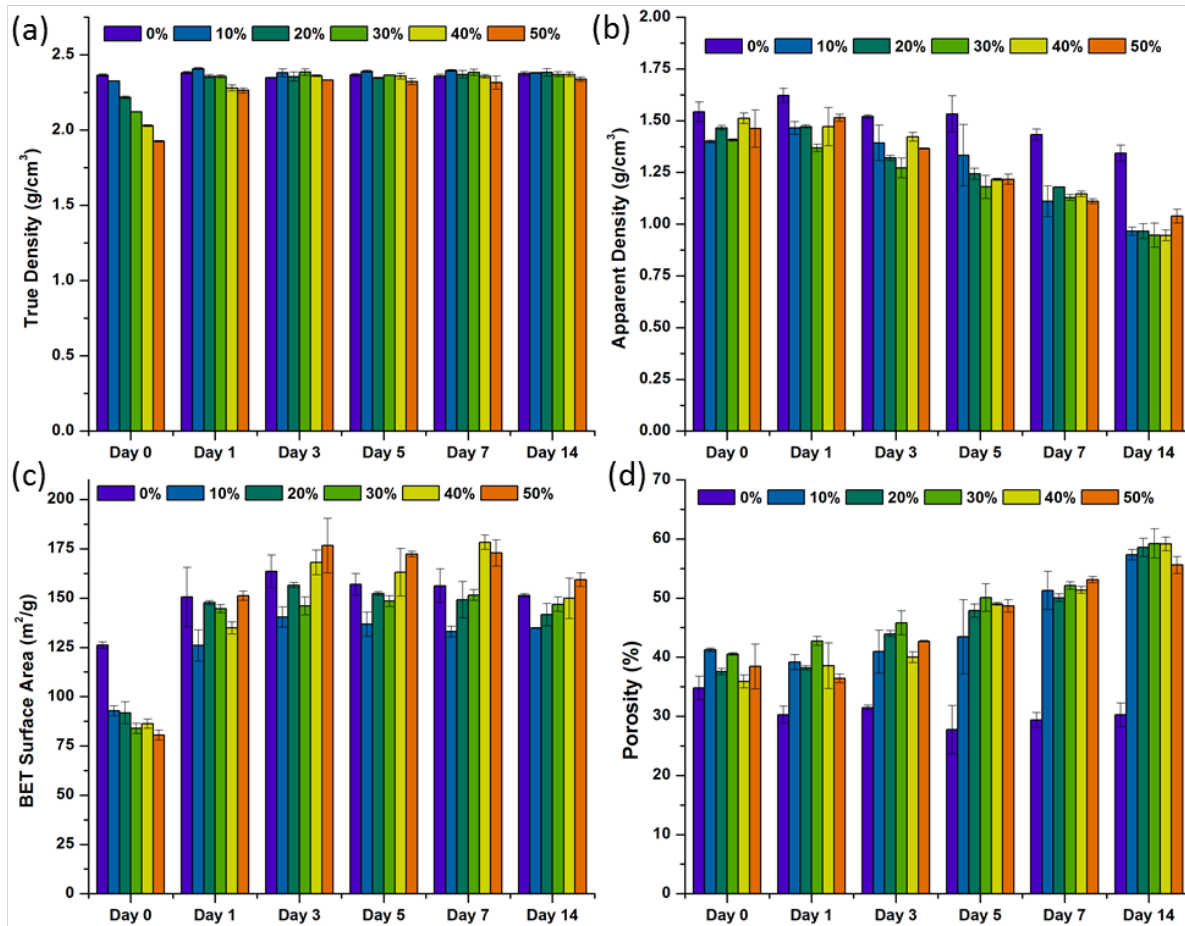 (a)
0% 10% 20% 30% 40% 50%
True Density (g/cm³)
2.5
2.0
1.5
1.0
0.5
0.0
Day 0 Day 1 Day 3 Day 5 Day 7 Day 14
(b)
2.00
0% 10% 20% 30% 40% 50%
Apparent Density (g/cm³)
1.75
1.50
1.25
1.00
0.75
0.50
0.25
0.00
Day 0 Day 1 Day 3 Day 5 Day 7 Day 14
(c)
0% 10% 20% 30% 40% 50%
BET Surface Area (m²/g)
200
175
150
125
100
75
50
25
0
Day 0 Day 1 Day 3 Day 5 Day 7 Day 14
(d)
70
0% 10% 20% 30% 40% 50%
Porosity (%)
60
50
40
30
20
10
0
Day 0 Day 1 Day 3 Day 5 Day 7 Day 14